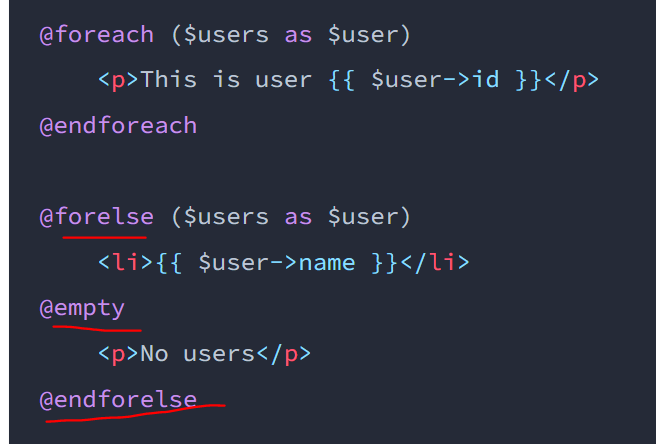 @foreach ($users as $user)
<p>This is user {{ $user->id }}</p>
@endforeach
@forelse ($users as $user)
<li>{{ $user->name }}</li>
@empty
<p>No users</p>
@endforelse